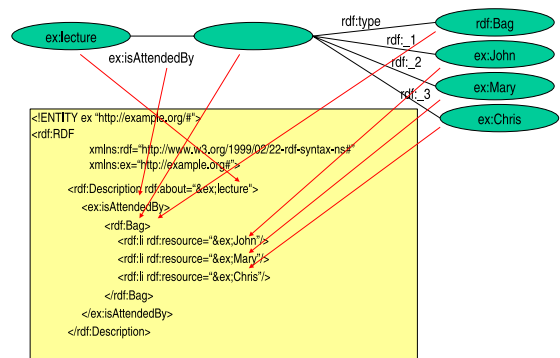 rdf:type
rdf:Bag
ex:lecture
rdf:_1
ex:John
ex:isAttendedBy
rdf:_2
ex:Mary
rdf:_3
ex:Chris
<!ENTITY ex “http://example.org/#”>
<rdf:RDF
xmlns:rdf=“http://www.w3.org/1999/02/22-rdf-syntax-ns#”
xmlns:ex=“http://example.org#”>
<rdf:Description rdf:about=“&ex;lecture”>
<ex:isAttendedBy>
<rdf:Bag>
<rdf:li rdf:resource=“&ex;John”/>
<rdf:li rdf:resource=“&ex;Mary”/>
<rdf:li rdf:resource=“&ex;Chris”/>
</rdf:Bag>
</ex:isAttendedBy>
</rdf:Description>